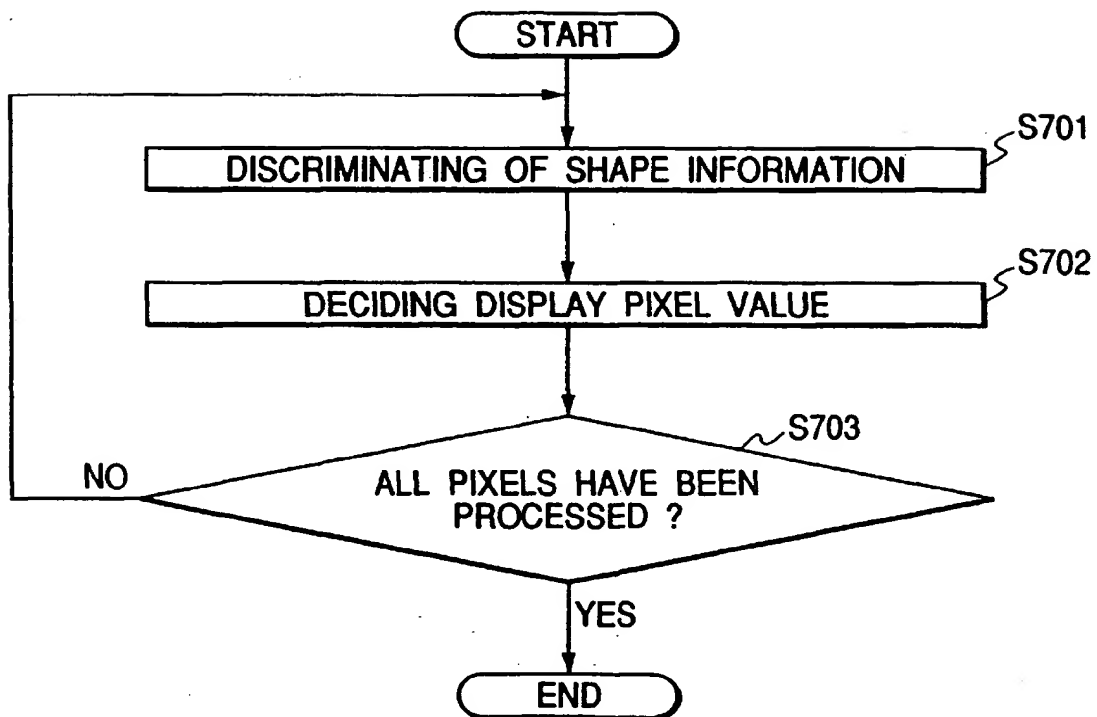 START
S701
DISCRIMINATING OF SHAPE INFORMATION
S702
DECIDING DISPLAY PIXEL VALUE
S703
NO
ALL PIXELS HAVE BEEN
PROCESSED ?
YES
END